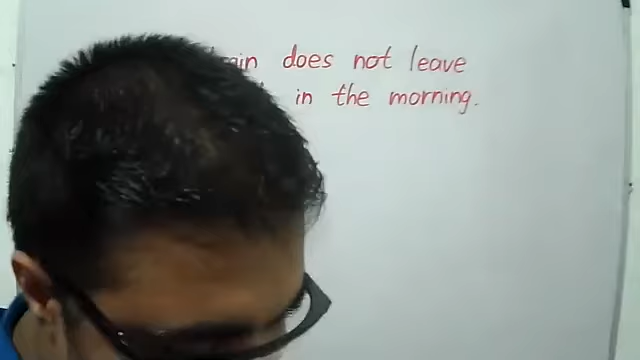 does not leave
in the morning.